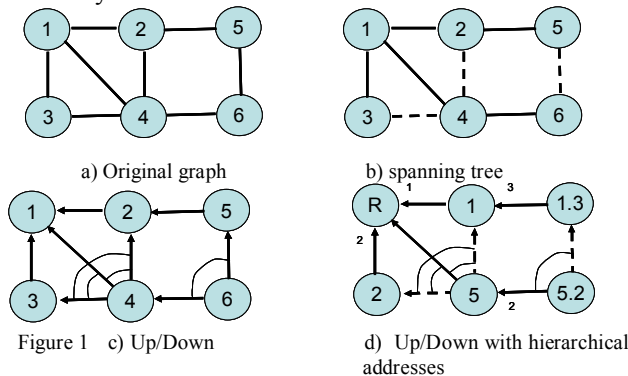 1 2 5
3 4 6
a) Original graph
1 2 5
3 4 6
b) spanning tree
1 2 5
3 4 6
Figure 1 c) Up/Down
R 1 1 3 1.3
2
2 5 2 5.2
d) Up/Down with hierarchical
addresses